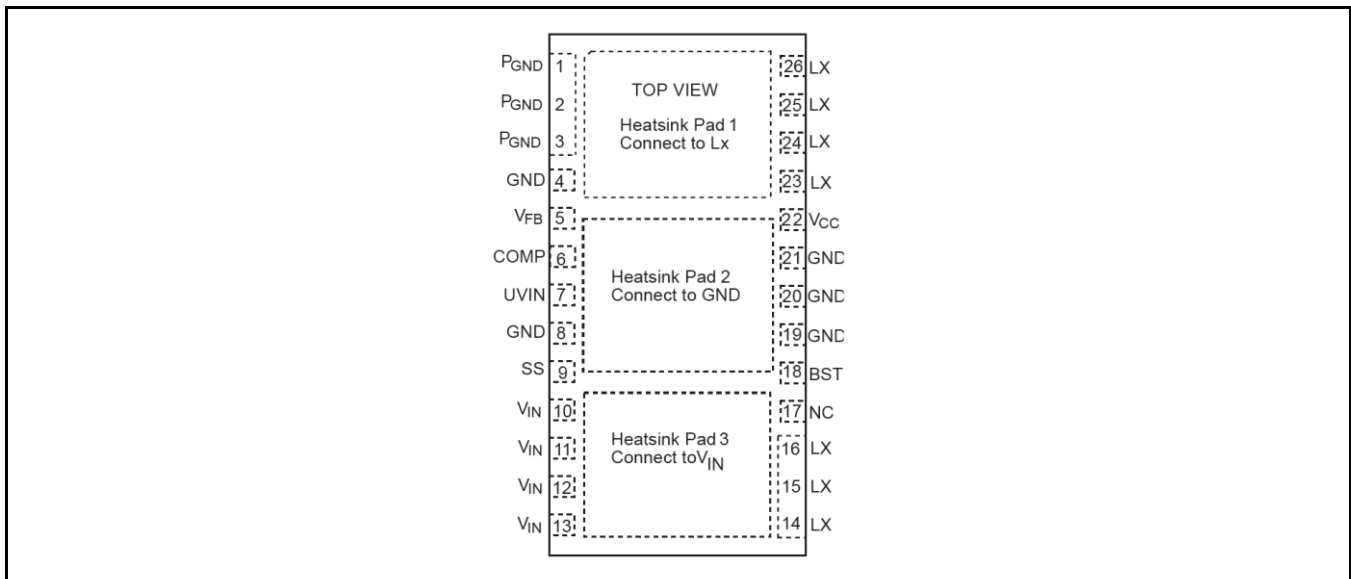 PGND 1
PGND 2
PGND 3
GND 4
VFB 5
COMP 6
UVIN 7
GND 8
SS 9
VIN 10
VIN 11
VIN 12
VIN 13
TOP VIEW
Heatsink Pad 1
Connect to Lx
Heatsink Pad 2
Connect to GND
Heatsink Pad 3
Connect toVIN
26 LX
25 LX
24 LX
23 LX
22 VCC
21 GND
20 GND
19 GND
18 BST
17 NC
16 LX
15 LX
14 LX